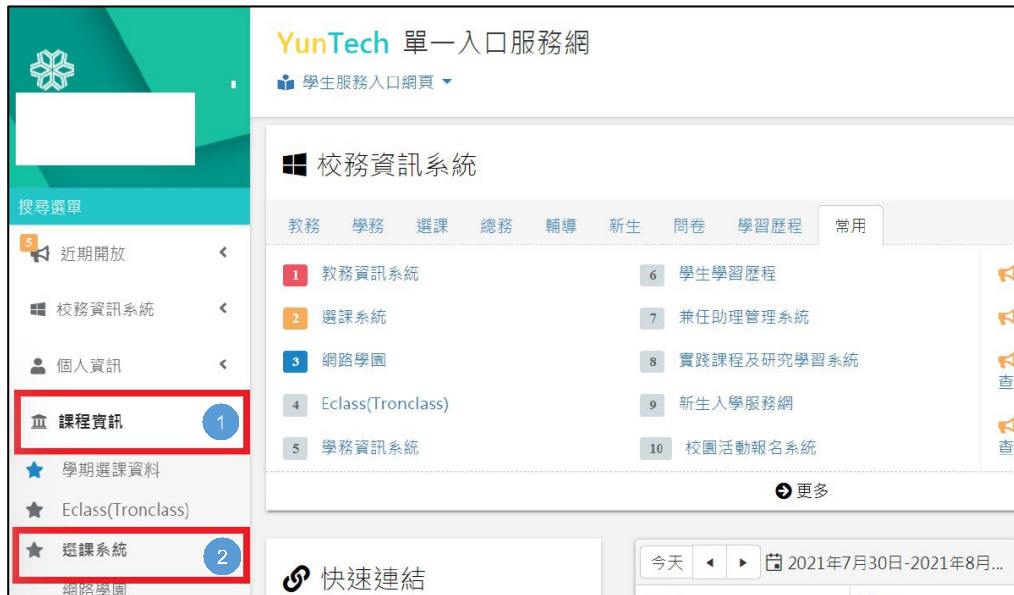 YunTech 單一入口服務網
學生服務入口網頁
搜尋選單
5
近期開放
校務資訊系統
個人資訊
課程資訊
1
學期選課資料
Eclass(Tronclass)
選課系統
2
網路學園
校務資訊系統
教務 學務 選課 總務 輔導 新生 問卷 學習歷程 常用
1 教務資訊系統
2 選課系統
3 網路學園
4 Eclass(Tronclass)
5 學務資訊系統
6 學生學習歷程
7 兼任助理管理系統
8 實踐課程及研究學習系統
9 新生入學服務網
10 校園活動報名系統
查
查
更多
快速連結
今天 2021年7月30日-2021年8月...